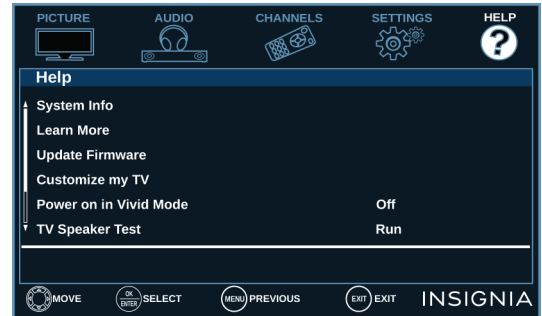 PICTURE AUDIO CHANNELS SETTINGS HELP
?
Help
System Info
Learn More
Update Firmware
Customize my TV
Power on in Vivid Mode Off
TV Speaker Test Run
MOVE OK ENTER SELECT MENU PREVIOUS EXIT EXIT INSIGNIA